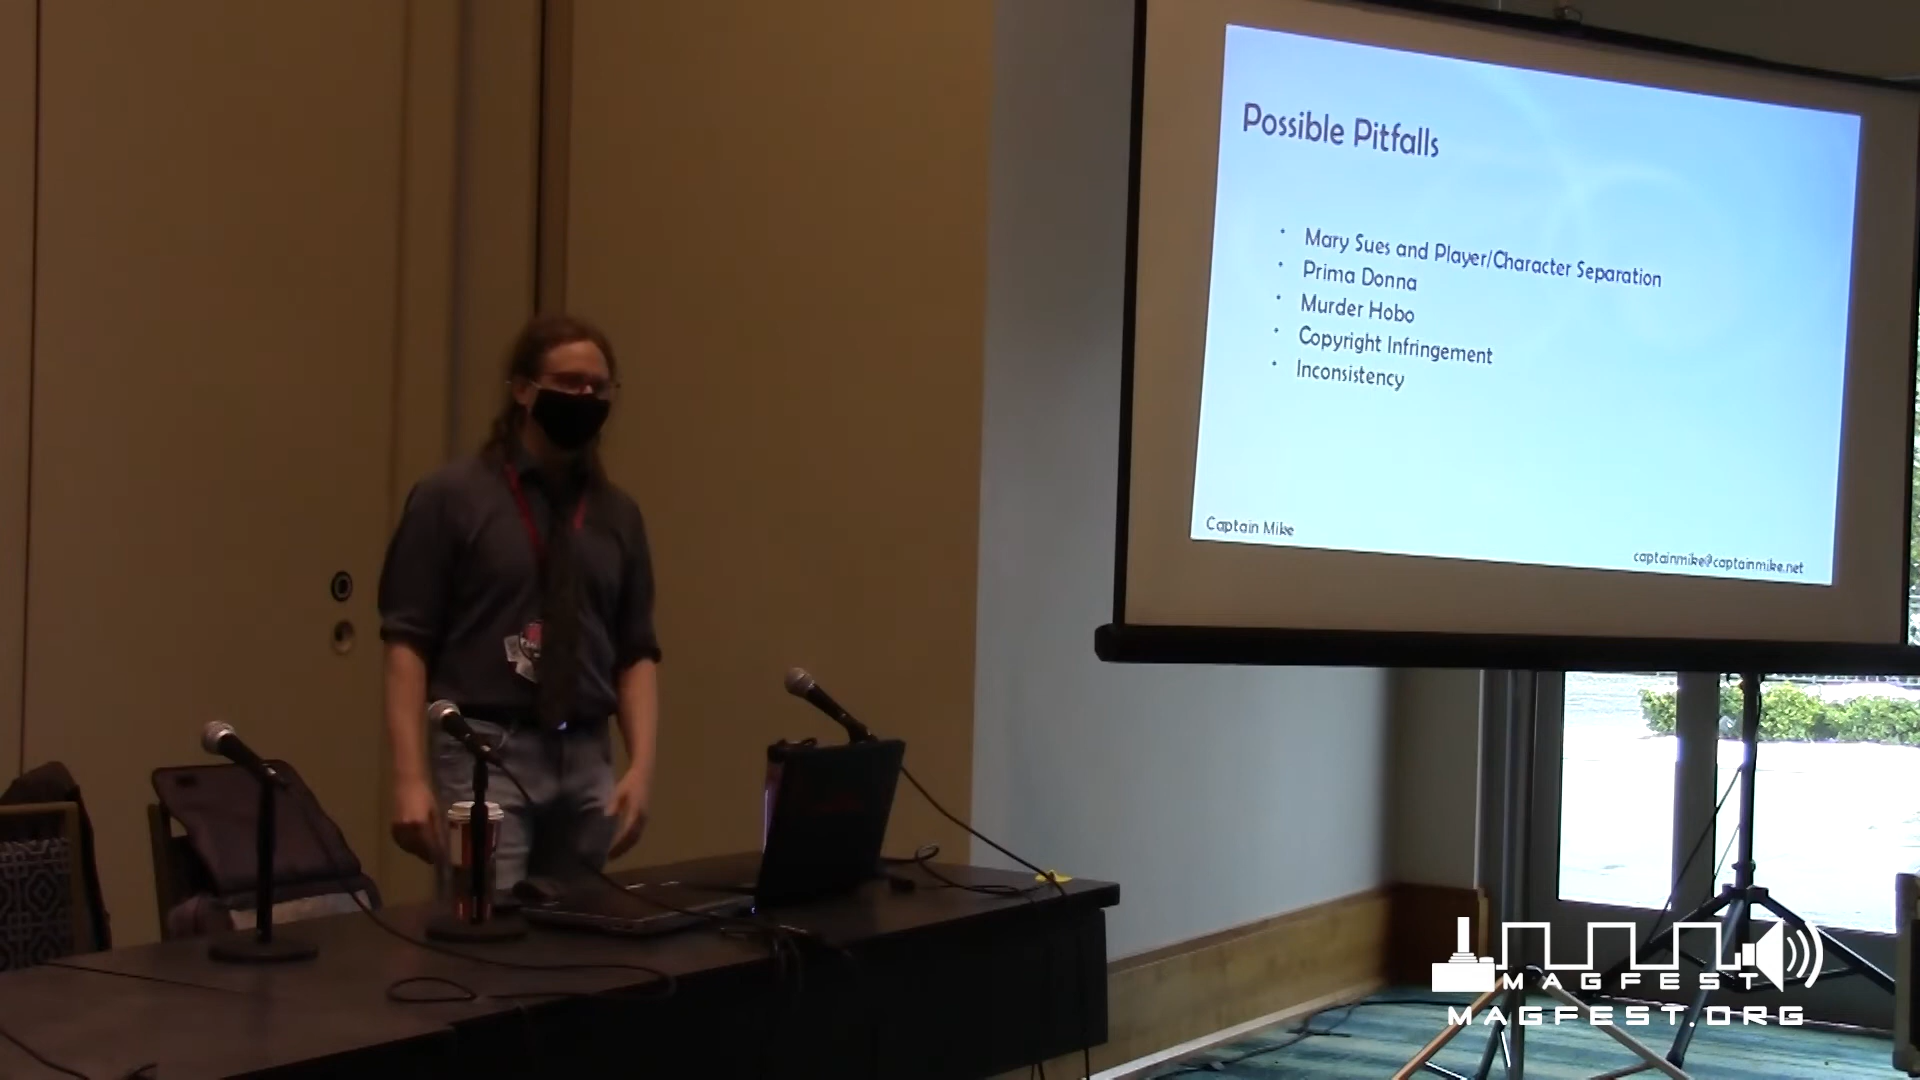 Possible Pitfalls
• Mary Sues and Player/Character Separation
• Prima Donna
• Murder Hobo
• Copyright Infringement
• Inconsistency
Captain Mike
captainmike@captainmike.net
MAGFEST
MAGFEST.ORG